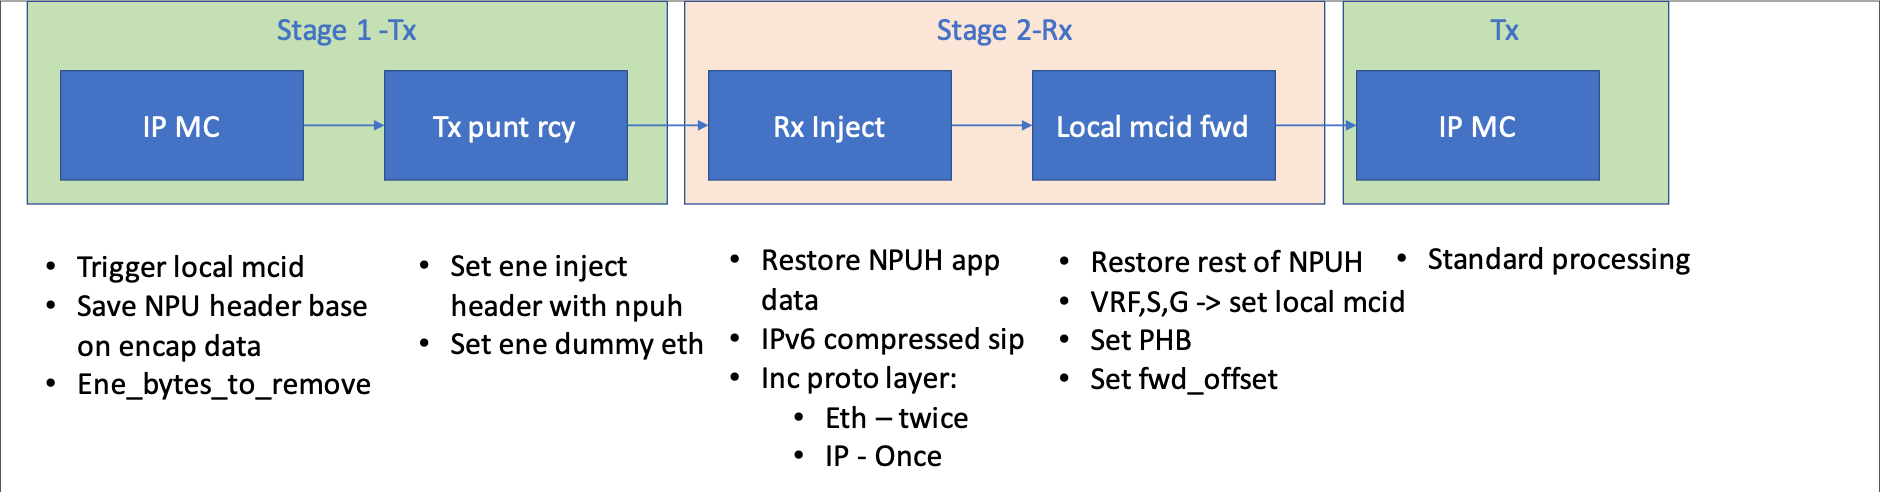 Stage 1 -Tx
Stage 2-Rx
Tx
IP MC
Tx punt rcy
Rx Inject
Local mcid fwd
IP MC
• Trigger local mcid
• Save NPU header base
on encap data
• Ene_bytes_to_remove
• Set ene inject
header with npuh
• Set ene dummy eth
• Restore NPUH app
data
• IPv6 compressed sip
• Inc proto layer:
• Eth – twice
• IP - Once
• Restore rest of NPUH
• VRF,S,G -> set local mcid
• Set PHB
• Set fwd_offset
• Standard processing